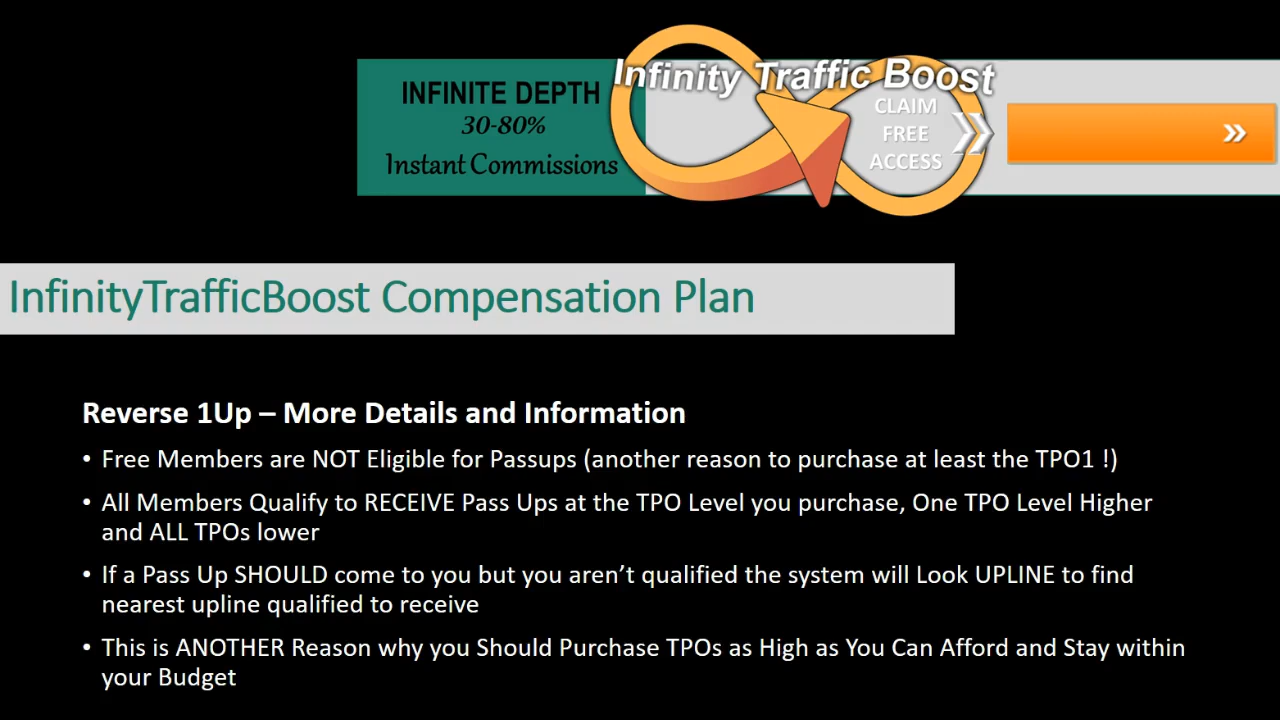 INFINITE DEPTH
30-80%
Instant Commissions
Infinity Traffic Boost
CLAIM
FREE
ACCESS
InfinityTrafficBoost Compensation Plan
Reverse 1Up – More Details and Information
• Free Members are NOT Eligible for Passups (another reason to purchase at least the TPO1 !)
• All Members Qualify to RECEIVE Pass Ups at the TPO Level you purchase, One TPO Level Higher
and ALL TPOs lower
• If a Pass Up SHOULD come to you but you aren't qualified the system will Look UPLINE to find
nearest upline qualified to receive
• This is ANOTHER Reason why you Should Purchase TPOs as High as You Can Afford and Stay within
your Budget